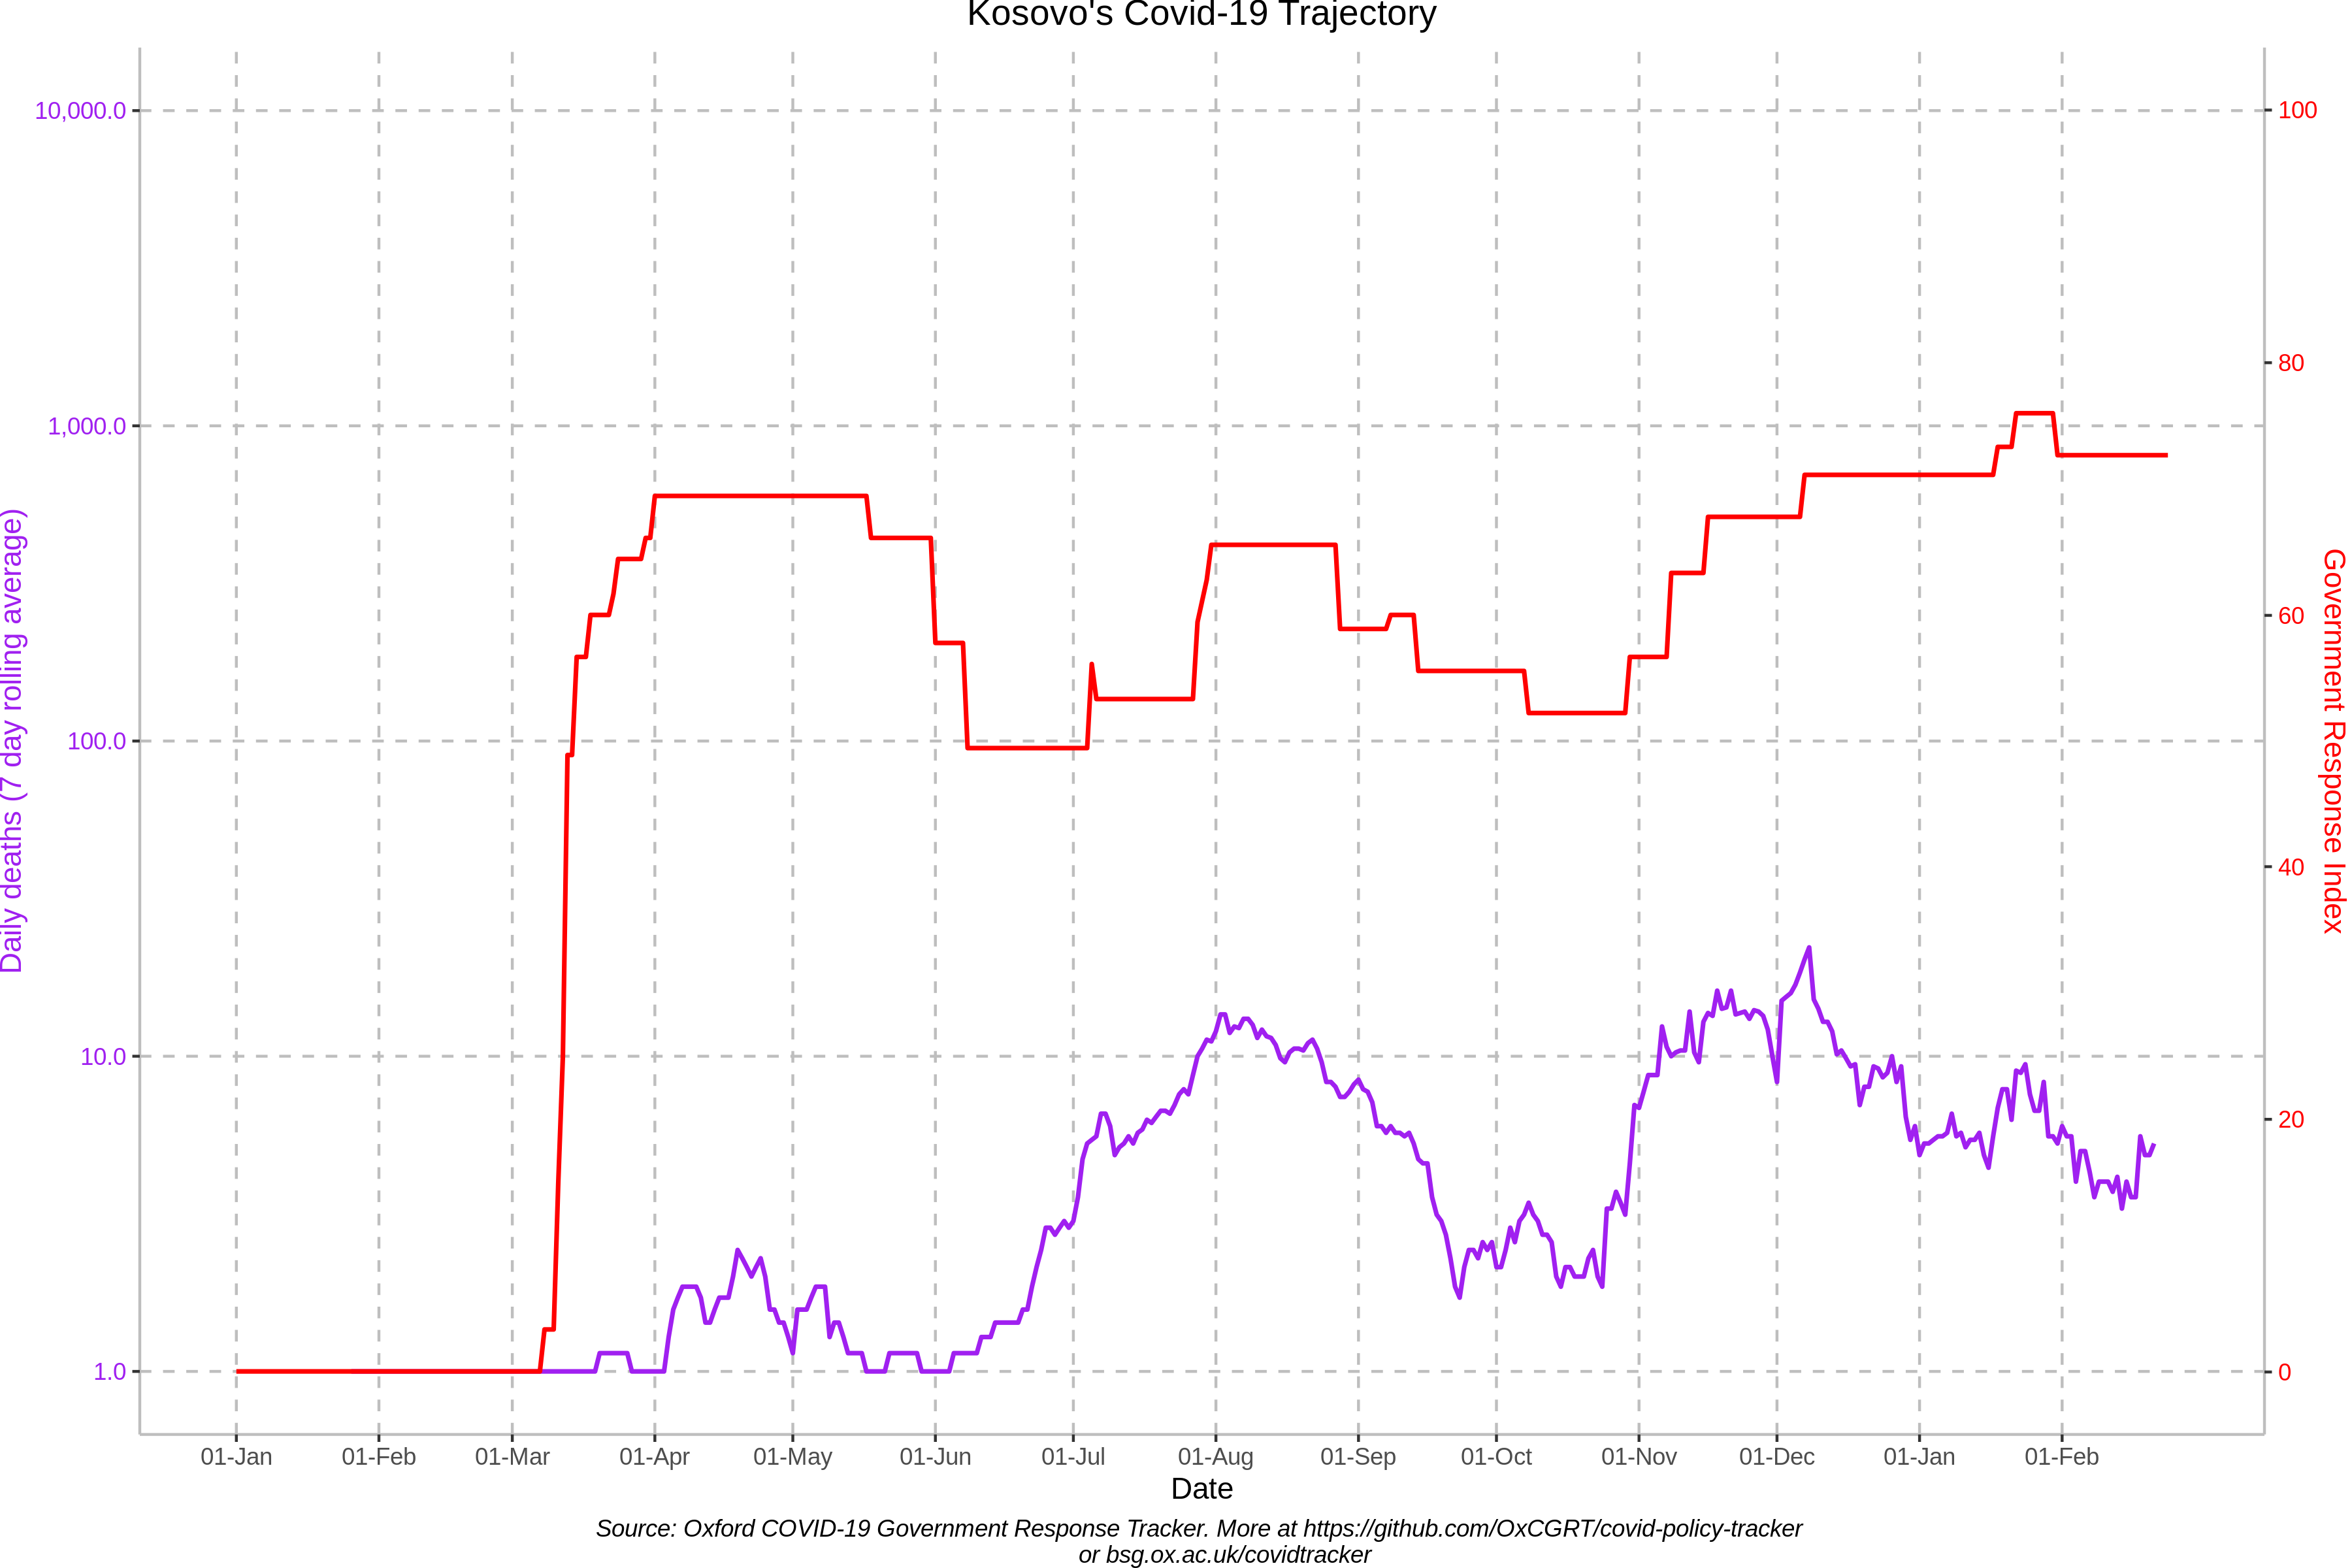 Kosovo's Covid-19 Trajectory
10,000.0
1,000.0
100.0
10.0
1.0
Daily deaths (7 day rolling average)
100
80
60
40
20
0
Government Response Index
01-Jan
01-Feb
01-Mar
01-Apr
01-May
01-Jun
01-Jul
01-Aug
01-Sep
01-Oct
01-Nov
01-Dec
01-Jan
01-Feb
Date
Source: Oxford COVID-19 Government Response Tracker. More at https://github.com/OxCGRT/covid-policy-tracker
or bsg.ox.ac.uk/covidtracker